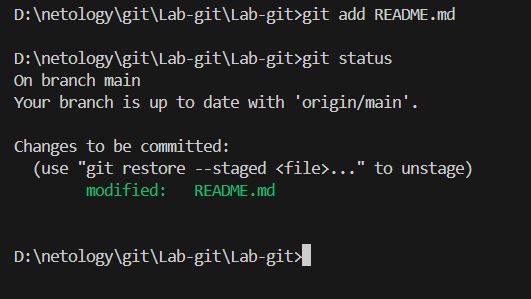 D:\netology\git\Lab-git\Lab-git>git add README.md
D:\netology\git\Lab-git\Lab-git>git status
On branch main
Your branch is up to date with 'origin/main'.
Changes to be committed:
  (use "git restore --staged <file>..." to unstage)
        modified:   README.md
D:\netology\git\Lab-git\Lab-git>